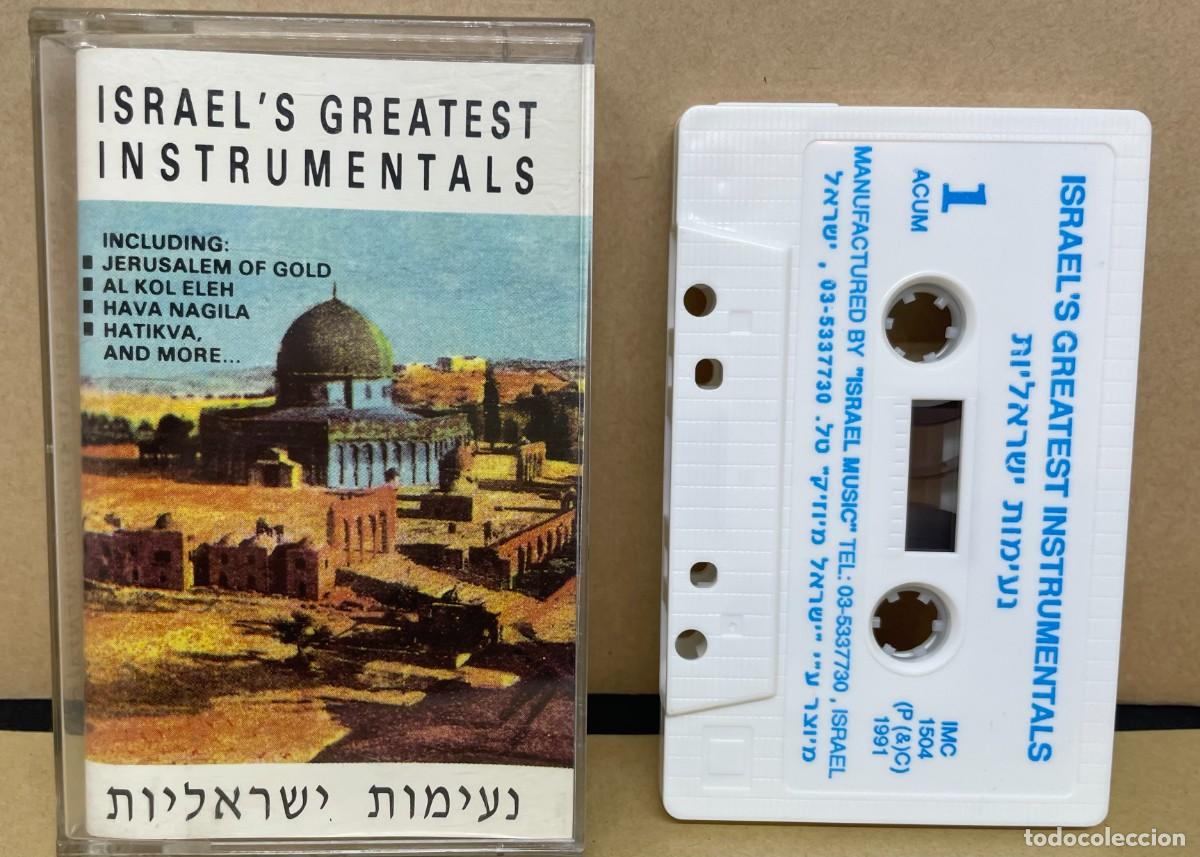 ISRAEL'S GREATEST
INSTRUMENTALS
INCLUDING:
▪ JERUSALEM OF GOLD
▪ AL KOL ELEH
▪ HAVA NAGILA
▪ HATIKVA,
AND MORE...
נעימות ישראליות
ISRAEL'S GREATEST INSTRUMENTALS
נעימות ישראליות
1
ACUM
IMC
1504
(P (&)C)
1991
MANUFACTURED BY "ISRAEL MUSIC" TEL: 03-5337730, ISRAEL
מיוצר ע"י "ישראל מיוזיק" טל. 03-5337730, ישראל
todocoleccion